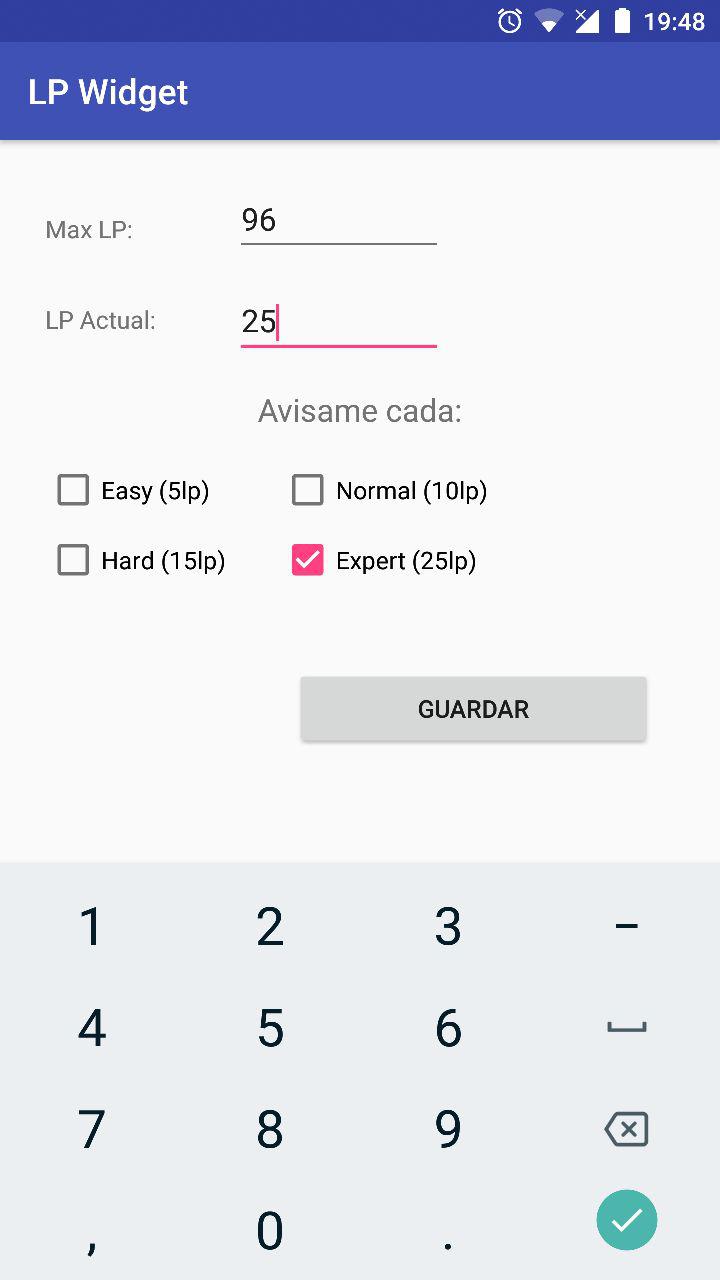 19:48
LP Widget
Max LP: 96
LP Actual: 25
Avisame cada:
Easy (5lp) Normal (10lp)
Hard (15lp) Expert (25lp)
GUARDAR
1 2 3 -
4 5 6
7 8 9
, 0 .